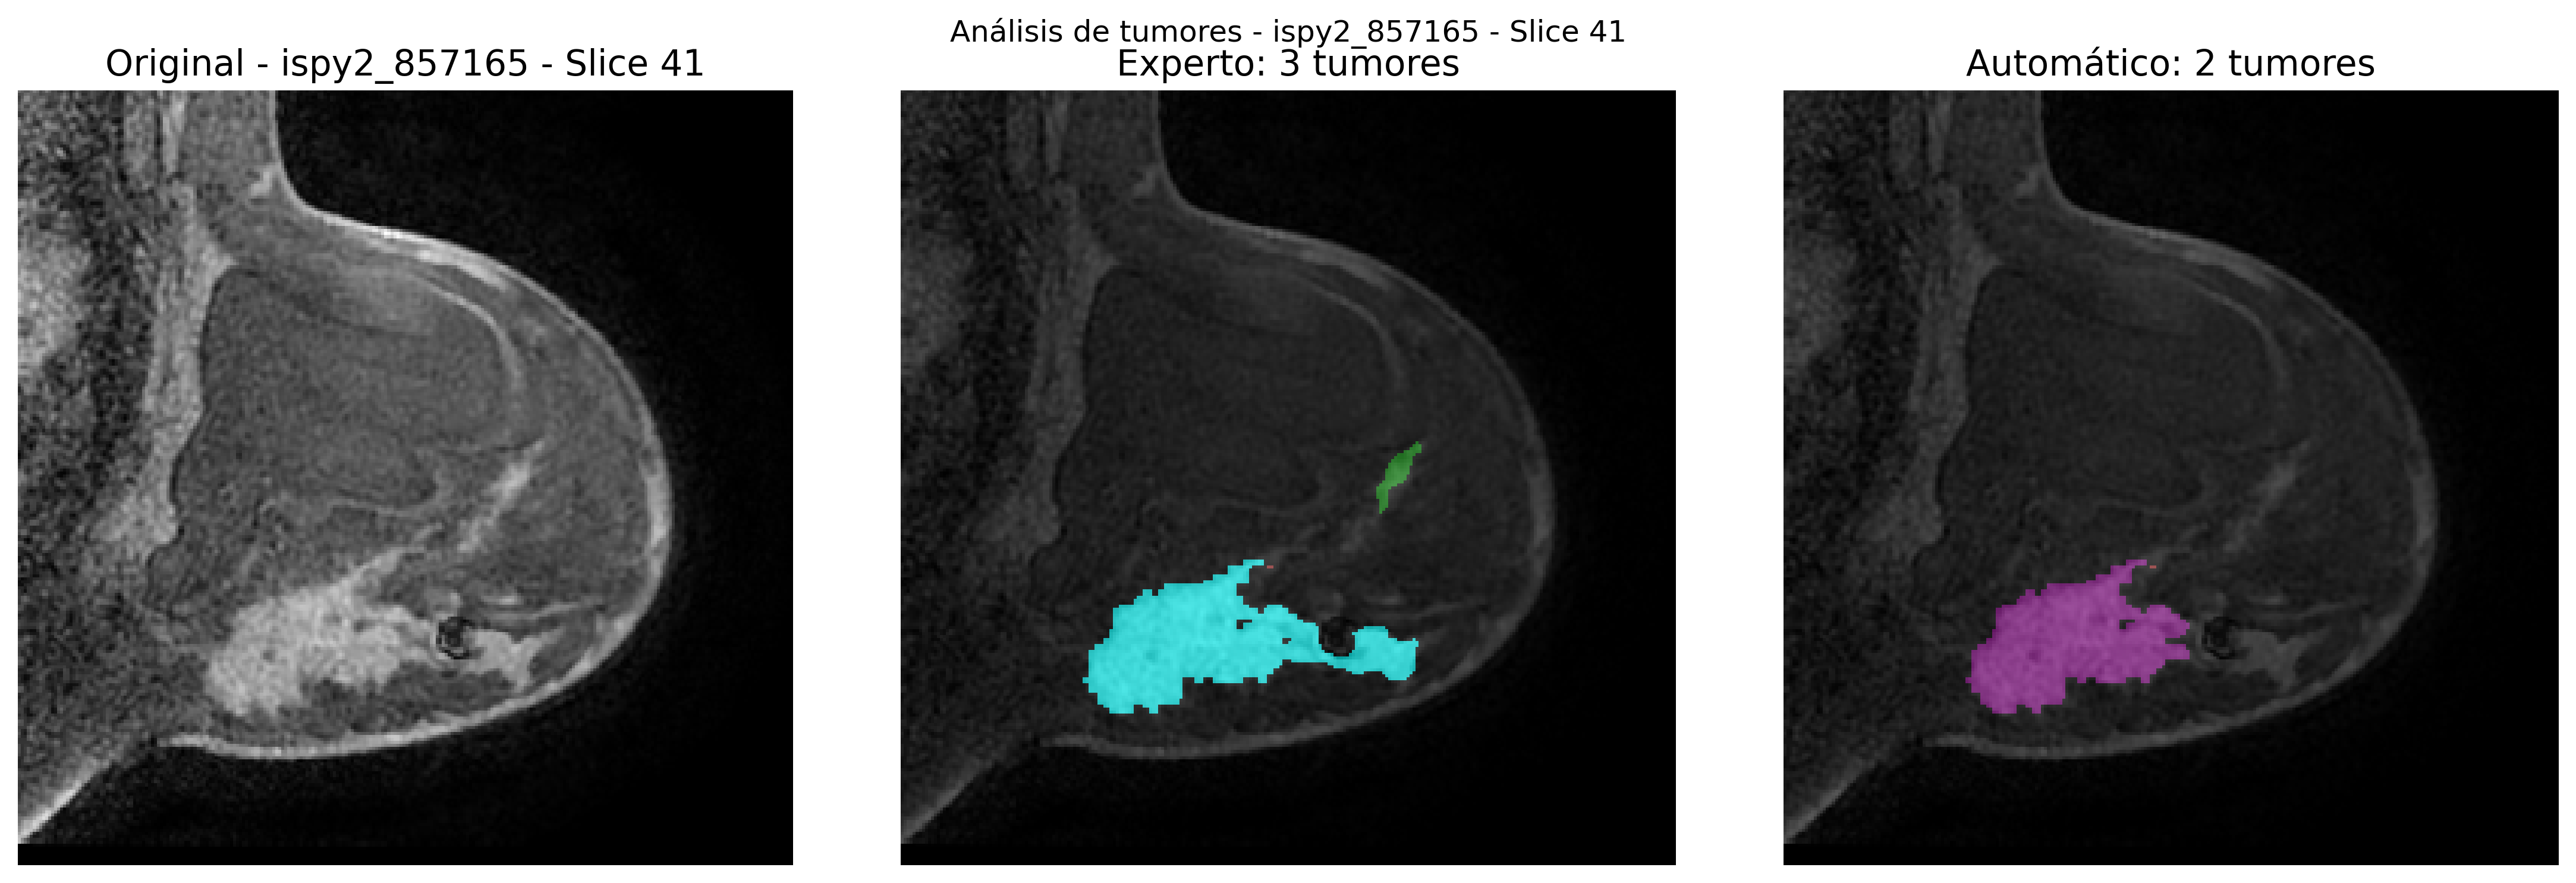 Análisis de tumores - ispy2_857165 - Slice 41
Original - ispy2_857165 - Slice 41
Experto: 3 tumores
Automático: 2 tumores